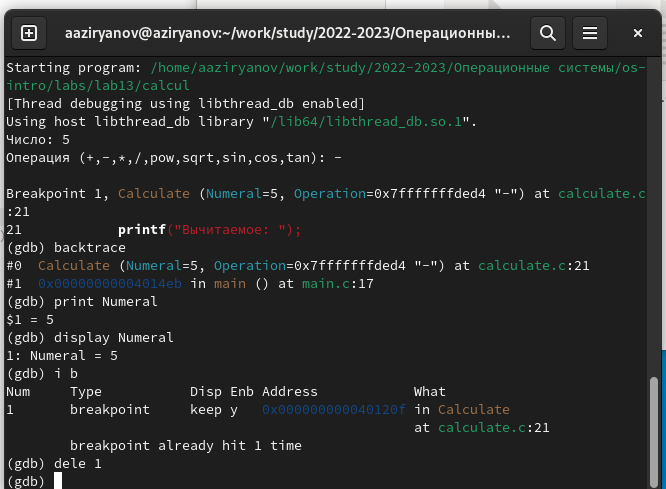 aaziryanov@aziryanov:~/work/study/2022-2023/Операционны...
Starting program: /home/aaziryanov/work/study/2022-2023/Операционные системы/os-
intro/labs/lab13/calcul
[Thread debugging using libthread_db enabled]
Using host libthread_db library "/lib64/libthread_db.so.1".
Число: 5
Операция (+,-,*,/,pow,sqrt,sin,cos,tan): -
Breakpoint 1, Calculate (Numeral=5, Operation=0x7fffffffded4 "-") at calculate.c
:21
21 printf("Вычитаемое: ");
(gdb) backtrace
#0 Calculate (Numeral=5, Operation=0x7fffffffded4 "-") at calculate.c:21
#1 0x00000000004014eb in main () at main.c:17
(gdb) print Numeral
$1 = 5
(gdb) display Numeral
1: Numeral = 5
(gdb) i b
Num Type Disp Enb Address What
1 breakpoint keep y 0x000000000040120f in Calculate
at calculate.c:21
breakpoint already hit 1 time
(gdb) dele 1
(gdb)